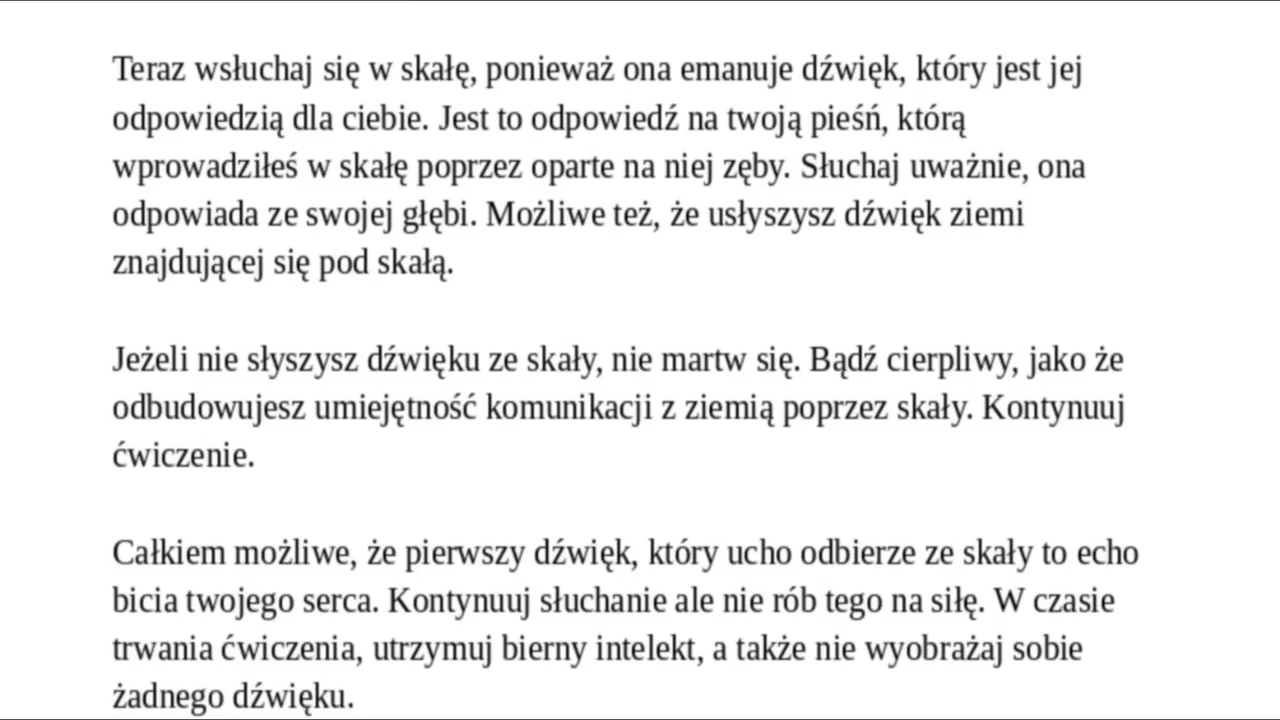 Teraz wsłuchaj się w skałę, ponieważ ona emanuje dźwięk, który jest jej
odpowiedzią dla ciebie. Jest to odpowiedź na twoją pieśń, którą
wprowadziłeś w skałę poprzez oparte na niej zęby. Słuchaj uważnie, ona
odpowiada ze swojej głębi. Możliwe też, że usłyszysz dźwięk ziemi
znajdującej się pod skałą.
Jeżeli nie słyszysz dźwięku ze skały, nie martw się. Bądź cierpliwy, jako że
odbudowujesz umiejętność komunikacji z ziemią poprzez skały. Kontynuuj
ćwiczenie.
Całkiem możliwe, że pierwszy dźwięk, który ucho odbierze ze skały to echo
bicia twojego serca. Kontynuuj słuchanie ale nie rób tego na siłę. W czasie
trwania ćwiczenia, utrzymuj bierny intelekt, a także nie wyobrażaj sobie
żadnego dźwięku.